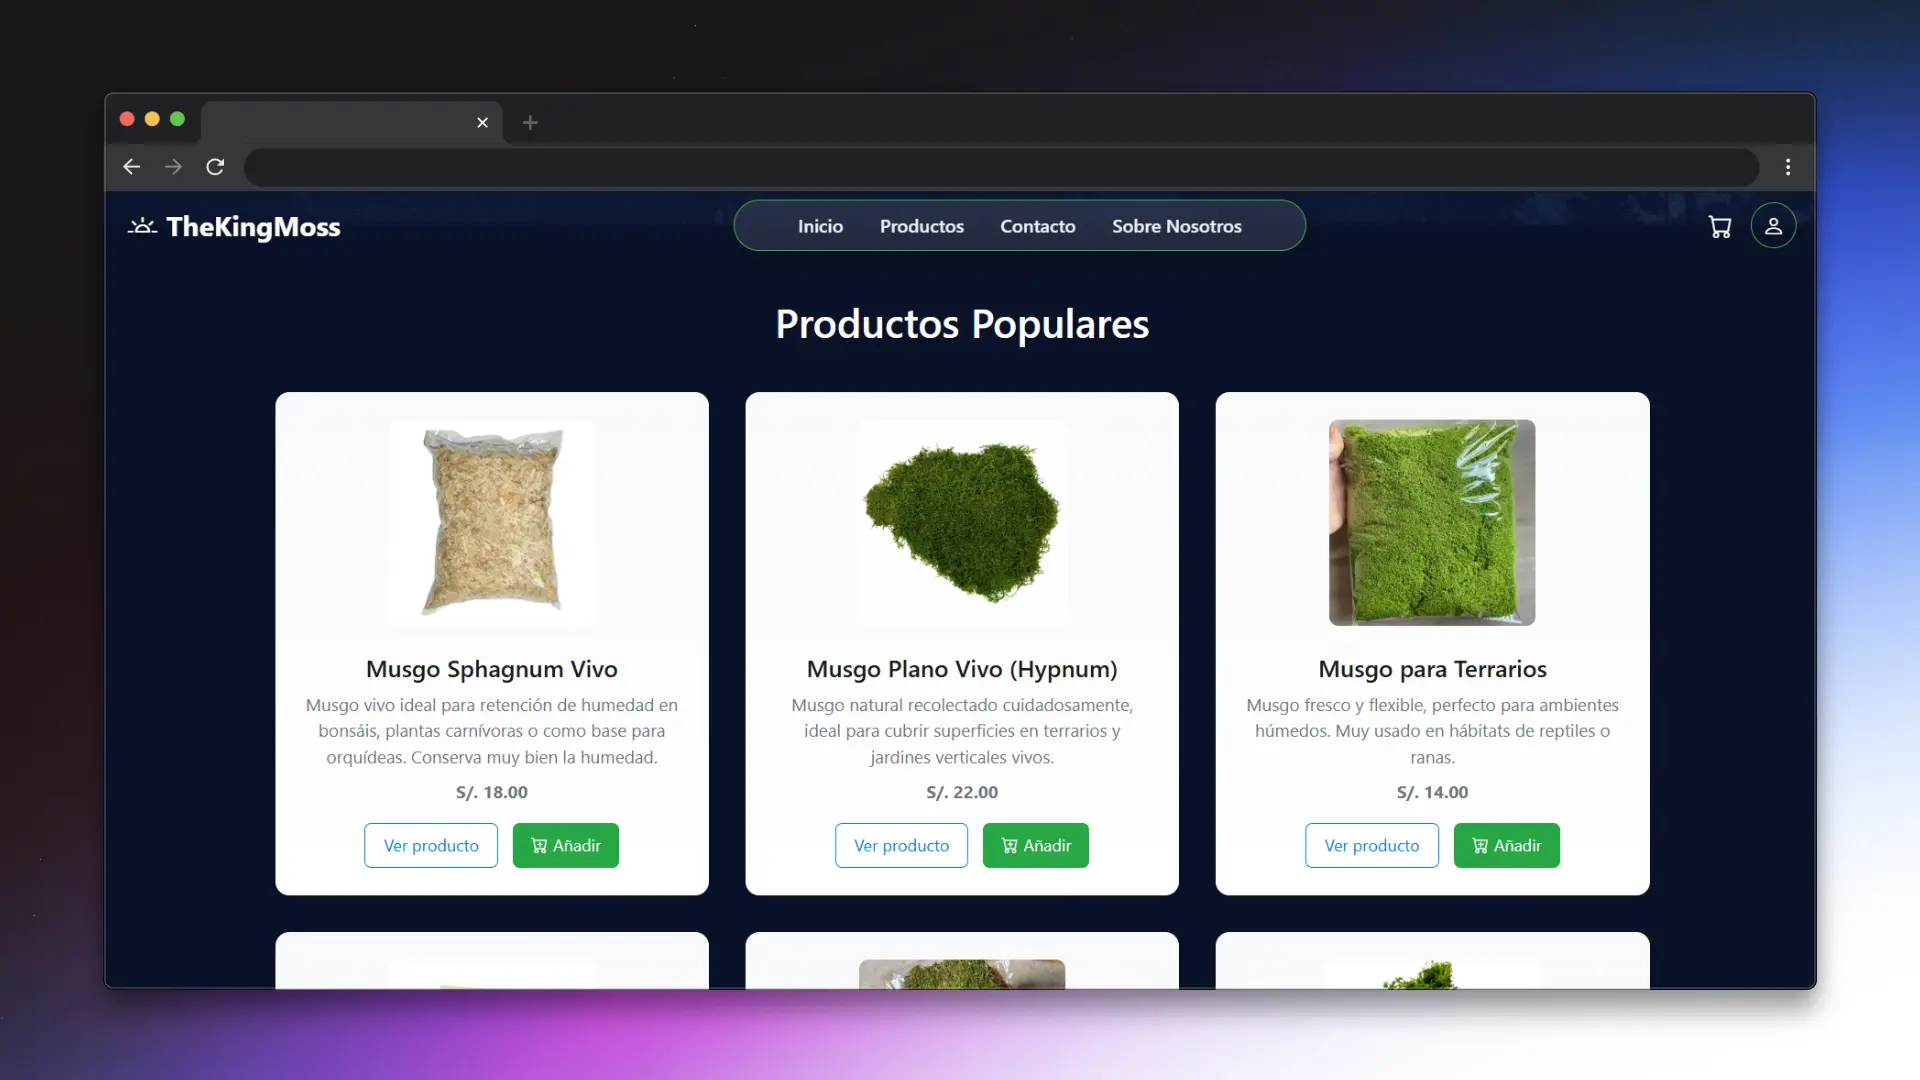 TheKingMoss
Inicio Productos Contacto Sobre Nosotros
Productos Populares
Musgo Sphagnum Vivo
Musgo vivo ideal para retención de humedad en
bonsáis, plantas carnívoras o como base para
orquídeas. Conserva muy bien la humedad.
S/. 18.00
Ver producto Añadir
Musgo Plano Vivo (Hypnum)
Musgo natural recolectado cuidadosamente,
ideal para cubrir superficies en terrarios y
jardines verticales vivos.
S/. 22.00
Ver producto Añadir
Musgo para Terrarios
Musgo fresco y flexible, perfecto para ambientes
húmedos. Muy usado en hábitats de reptiles o
ranas.
S/. 14.00
Ver producto Añadir